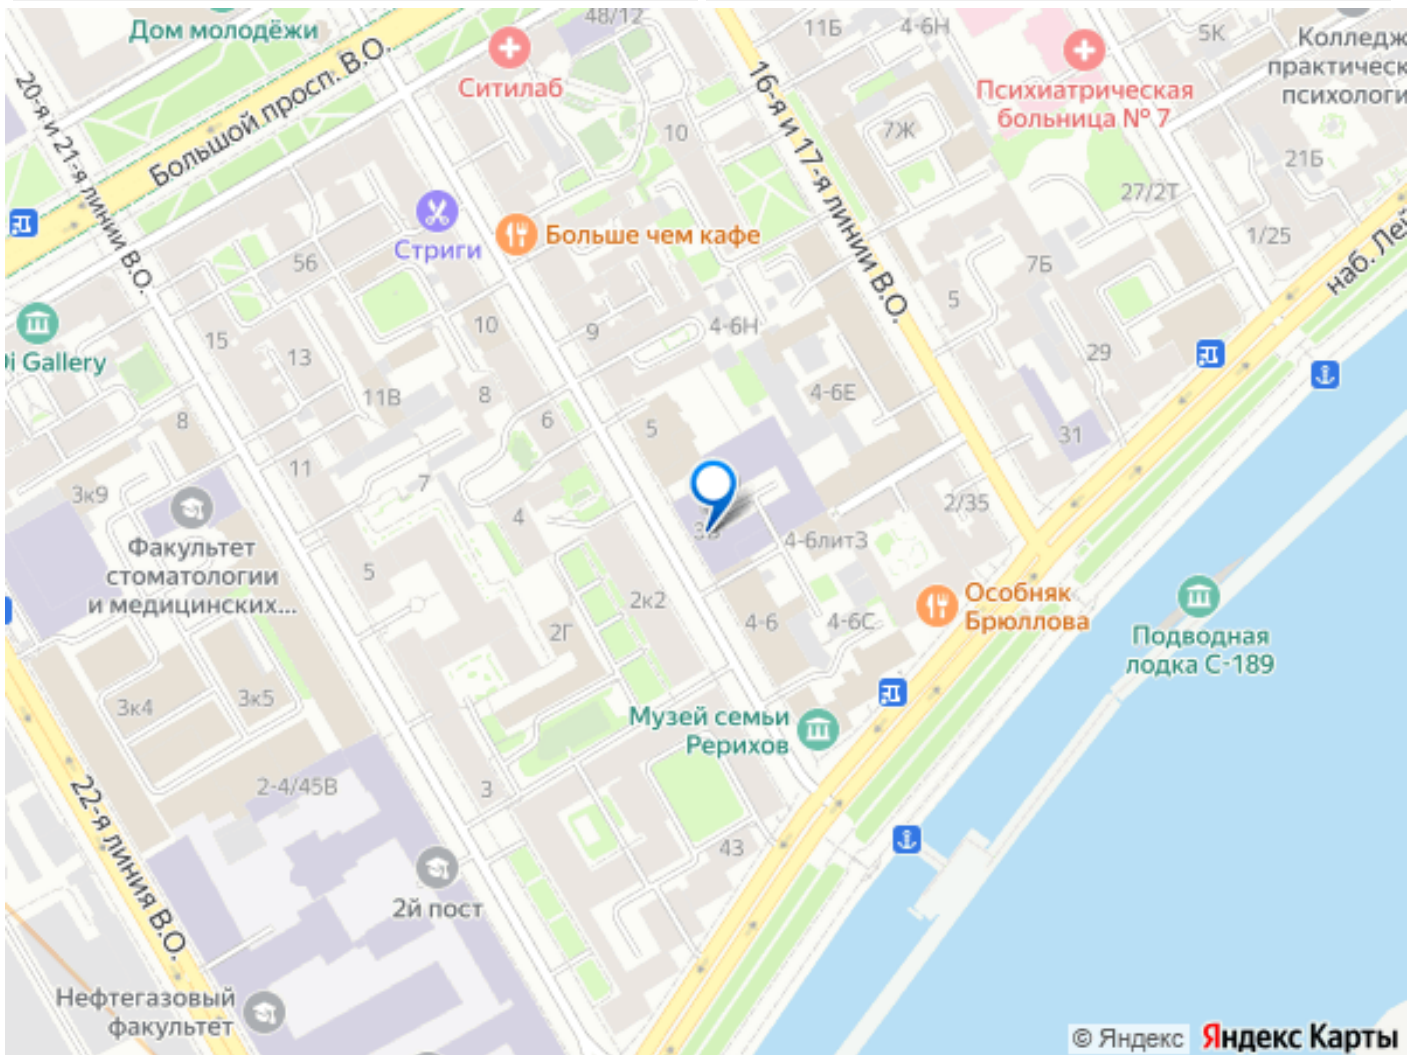 Дом молодёжи
48/12
11Б
4-6Н
5К
Колледж
практическ
психологи
Ситилаб
Психиатрическая
больница № 7
20-я и 21-я линии В.О.
Большой просп. В.О.
16-я и 17-я линии В.О.
10
7Ж
21Б
27/2Т
Стриги
Больше чем кафе
1/25
наб. Лей
56
7Б
5
10
9
4-6Н
15
13
29
i Gallery
11В
8
4-6Е
8
6
5
31
11
7
3к9
4
2/35
4-6лит3
Факультет
стоматологии
и медицинских...
5
2к2
Особняк
Брюллова
4-6
4-6С
2Г
Подводная
лодка С-189
3к4
3к5
Музей семьи
Рерихов
2-4/45В
3
22-я линия В.О.
43
2й пост
Нефтегазовый
факультет
© Яндекс Яндекс Карты